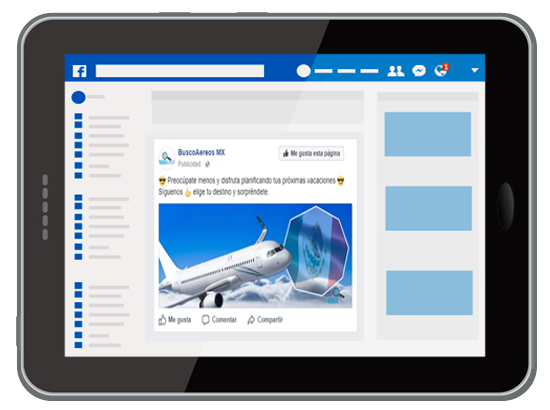 f
1
BuscoAereos MX
Me gusta esta página
Publicidad ·
😎 Preocúpate menos y disfruta planificando tus próximas vacaciones 😎
Síguenos 👆 elige tu destino y sorpréndete.
Me gusta Comentar Compartir